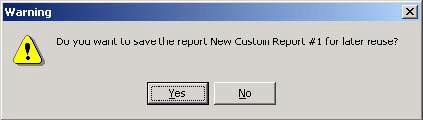 Warning
Do you want to save the report New Custom Report #1 for later reuse?
Yes
No